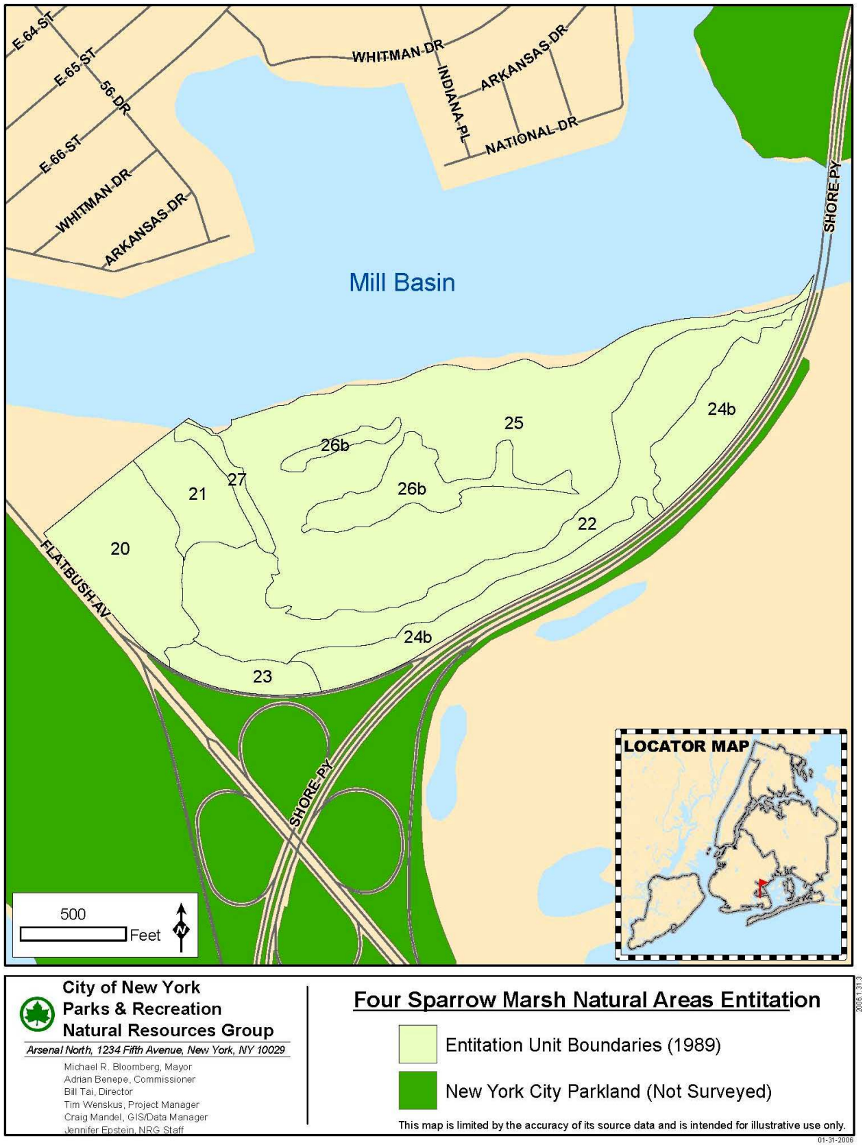 E-64-ST
E-65-ST
56-DR
E-66-ST
WHITMAN-DR
ARKANSAS-DR
WHITMAN-DR
INDIANA-PL
ARKANSAS-DR
NATIONAL-DR
SHORE-PY
Mill Basin
24b
25
26b
27
21
26b
22
20
FLATBUSH-AV
24b
23
SHORE-PY
LOCATOR MAP
500
Feet
N
City of New York
Parks & Recreation
Natural Resources Group
Arsenal North, 1234 Fifth Avenue, New York, NY 10029
Michael R. Bloomberg, Mayor
Adrian Benepe, Commissioner
Bill Tai, Director
Tim Wenskus, Project Manager
Craig Mandel, GIS/Data Manager
Jennifer Epstein, NRG Staff
Four Sparrow Marsh Natural Areas Entitation
Entitation Unit Boundaries (1989)
New York City Parkland (Not Surveyed)
This map is limited by the accuracy of its source data and is intended for illustrative use only.
01-31-2006